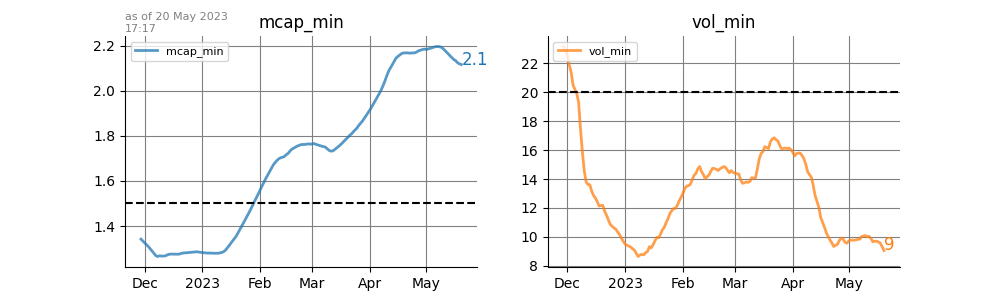 as of 20 May 2023
17:17
mcap_min
mcap_min
2.2
2.0
1.8
1.6
1.4
2.1
Dec 2023 Feb Mar Apr May
vol_min
vol_min
22
20
18
16
14
12
10
8
9
Dec 2023 Feb Mar Apr May